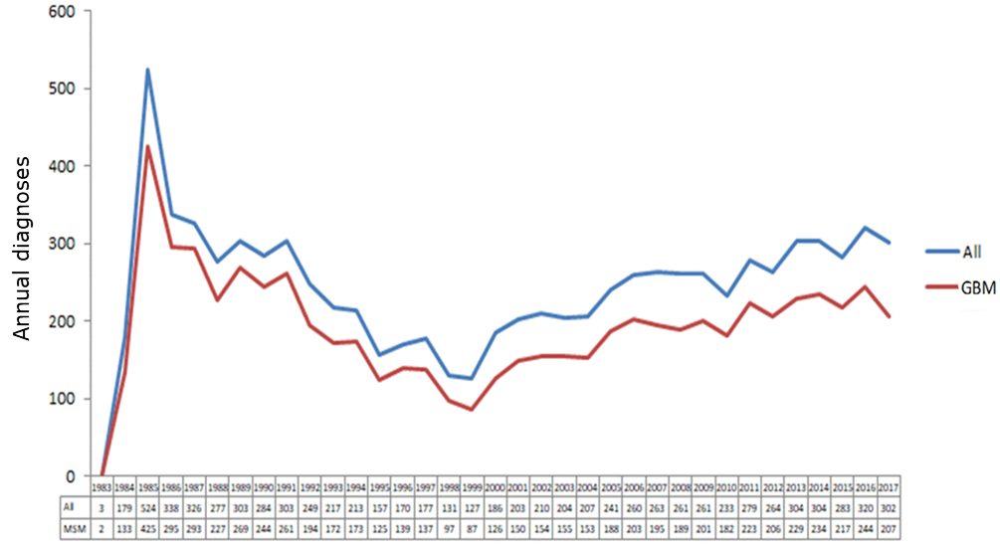 600
500
400
300
200
100
0
Annual diagnoses
All
GBM
1983 1984 1985 1986 1987 1988 1989 1990 1991 1992 1993 1994 1995 1996 1997 1998 1999 2000 2001 2002 2003 2004 2005 2006 2007 2008 2009 2010 2011 2012 2013 2014 2015 2016 2017
All 3 179 524 338 326 277 303 284 303 249 217 213 157 170 177 131 127 186 203 210 204 207 241 260 263 261 261 233 279 264 304 304 283 320 302
MSM 2 133 425 295 293 227 269 244 261 194 172 173 125 139 137 97 87 126 150 154 155 153 188 203 195 189 201 182 223 206 229 234 217 244 207